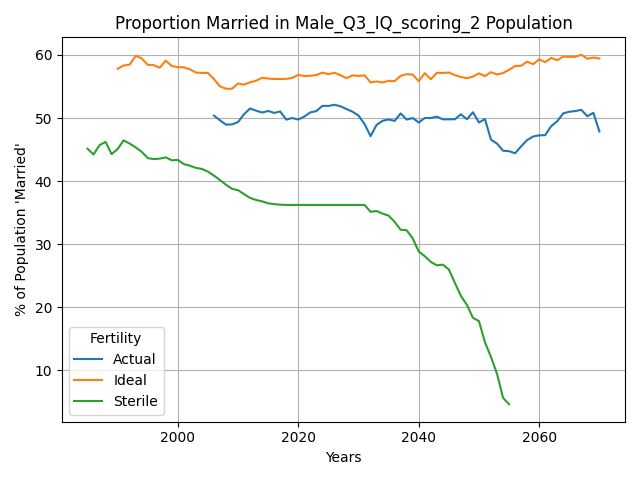 Proportion Married in Male_Q3_IQ_scoring_2 Population
% of Population 'Married'
60
50
40
30
20
10
Fertility
Actual
Ideal
Sterile
2000
2020
2040
2060
Years